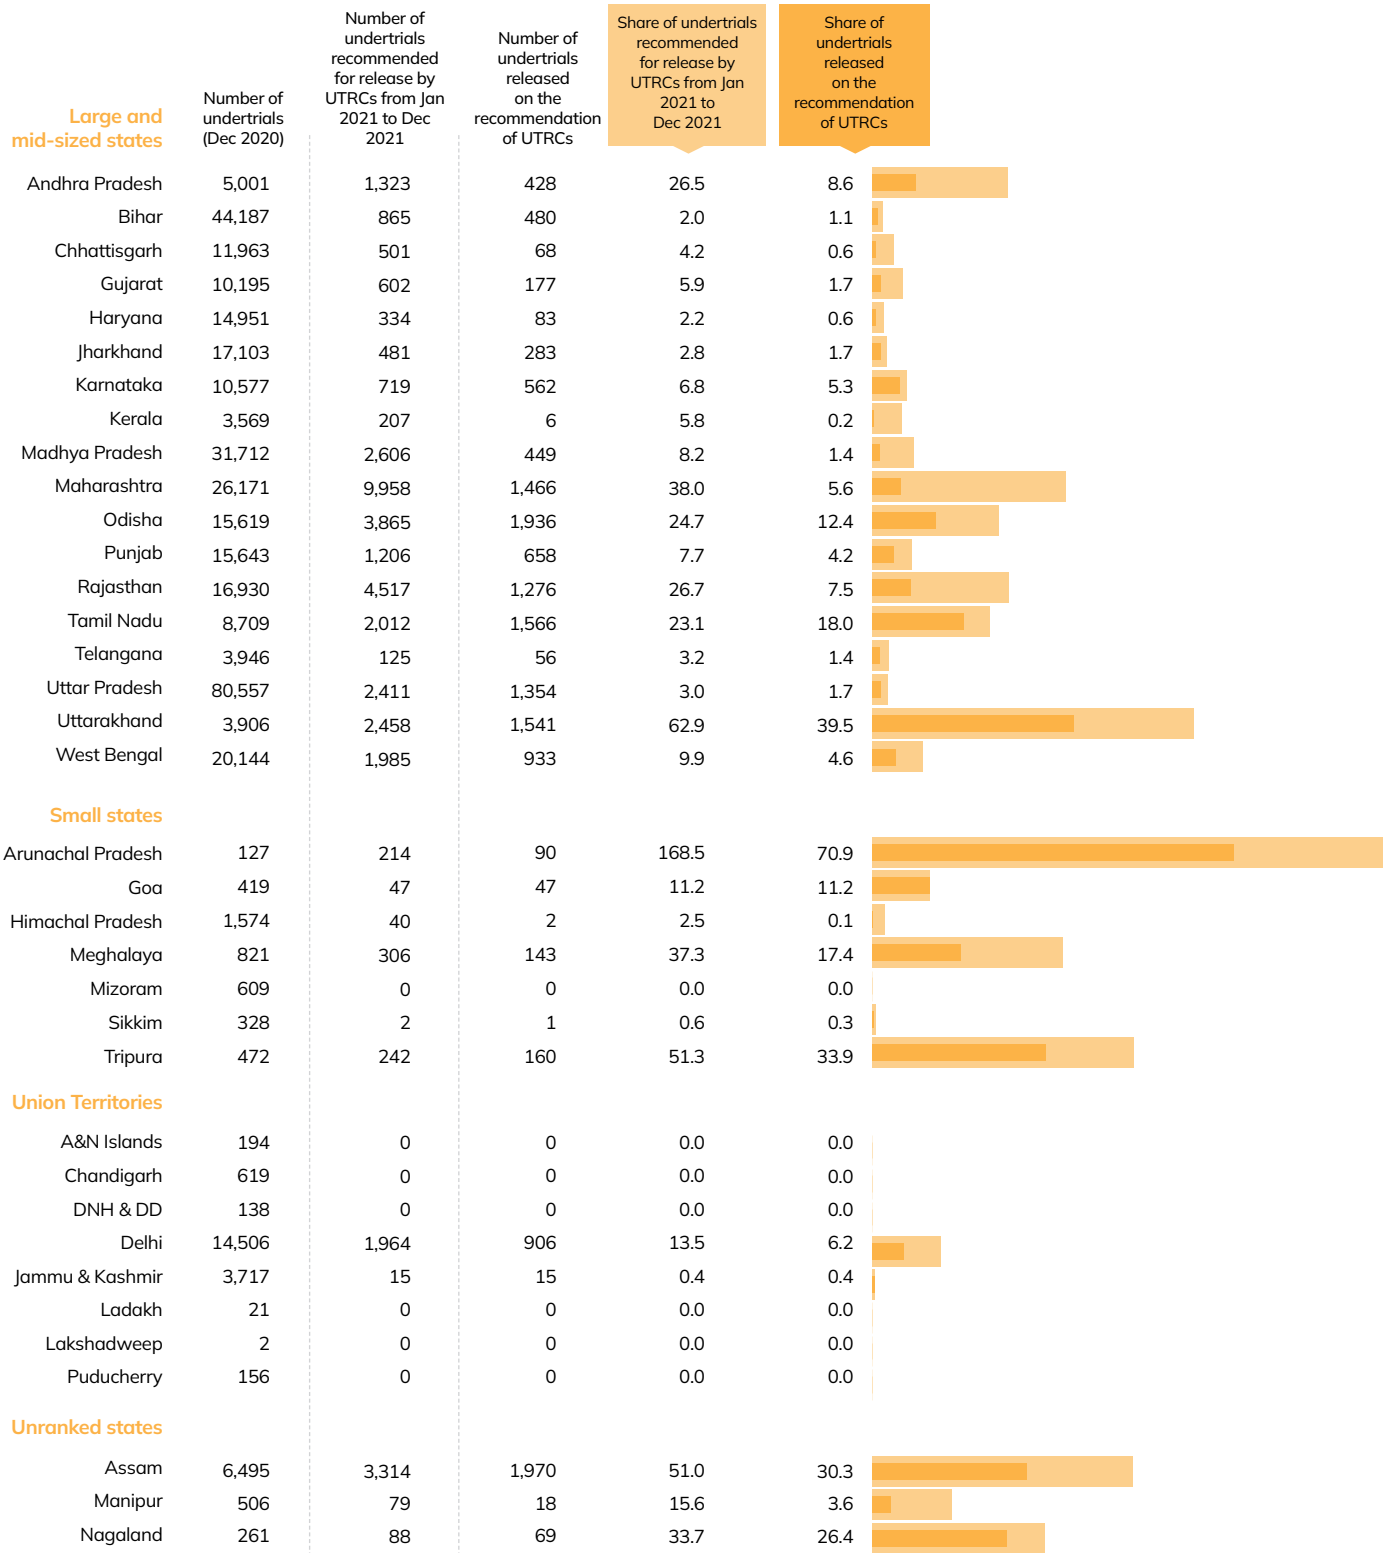 Large and
mid-sized states
Number of
undertrials
(Dec 2020)
Number of
undertrials
recommended
for release by
UTRCs from Jan
2021 to Dec
2021
Number of
undertrials
released
on the
recommendation
of UTRCs
Share of undertrials
recommended
for release by
UTRCs from Jan
2021 to
Dec 2021
Share of
undertrials
released
on the
recommendation
of UTRCs
Andhra Pradesh 5,001 1,323 428 26.5 8.6
Bihar 44,187 865 480 2.0 1.1
Chhattisgarh 11,963 501 68 4.2 0.6
Gujarat 10,195 602 177 5.9 1.7
Haryana 14,951 334 83 2.2 0.6
Jharkhand 17,103 481 283 2.8 1.7
Karnataka 10,577 719 562 6.8 5.3
Kerala 3,569 207 6 5.8 0.2
Madhya Pradesh 31,712 2,606 449 8.2 1.4
Maharashtra 26,171 9,958 1,466 38.0 5.6
Odisha 15,619 3,865 1,936 24.7 12.4
Punjab 15,643 1,206 658 7.7 4.2
Rajasthan 16,930 4,517 1,276 26.7 7.5
Tamil Nadu 8,709 2,012 1,566 23.1 18.0
Telangana 3,946 125 56 3.2 1.4
Uttar Pradesh 80,557 2,411 1,354 3.0 1.7
Uttarakhand 3,906 2,458 1,541 62.9 39.5
West Bengal 20,144 1,985 933 9.9 4.6
Small states
Arunachal Pradesh 127 214 90 168.5 70.9
Goa 419 47 47 11.2 11.2
Himachal Pradesh 1,574 40 2 2.5 0.1
Meghalaya 821 306 143 37.3 17.4
Mizoram 609 0 0 0.0 0.0
Sikkim 328 2 1 0.6 0.3
Tripura 472 242 160 51.3 33.9
Union Territories
A&N Islands 194 0 0 0.0 0.0
Chandigarh 619 0 0 0.0 0.0
DNH & DD 138 0 0 0.0 0.0
Delhi 14,506 1,964 906 13.5 6.2
Jammu & Kashmir 3,717 15 15 0.4 0.4
Ladakh 21 0 0 0.0 0.0
Lakshadweep 2 0 0 0.0 0.0
Puducherry 156 0 0 0.0 0.0
Unranked states
Assam 6,495 3,314 1,970 51.0 30.3
Manipur 506 79 18 15.6 3.6
Nagaland 261 88 69 33.7 26.4